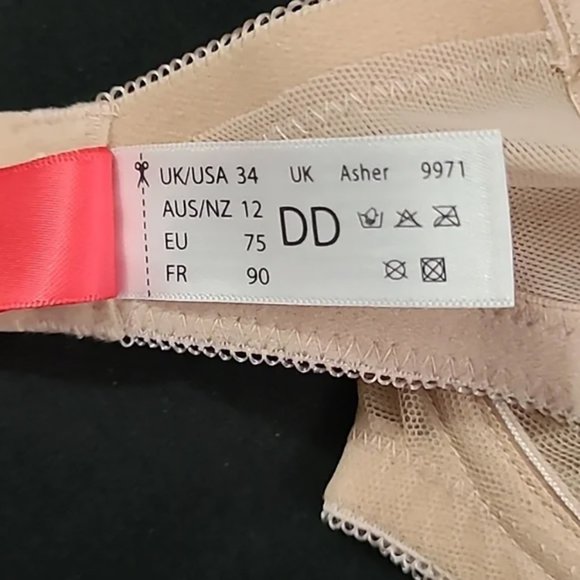 UK/USA 34 UK Asher 9971
AUS/NZ 12 DD
EU 75
FR 90